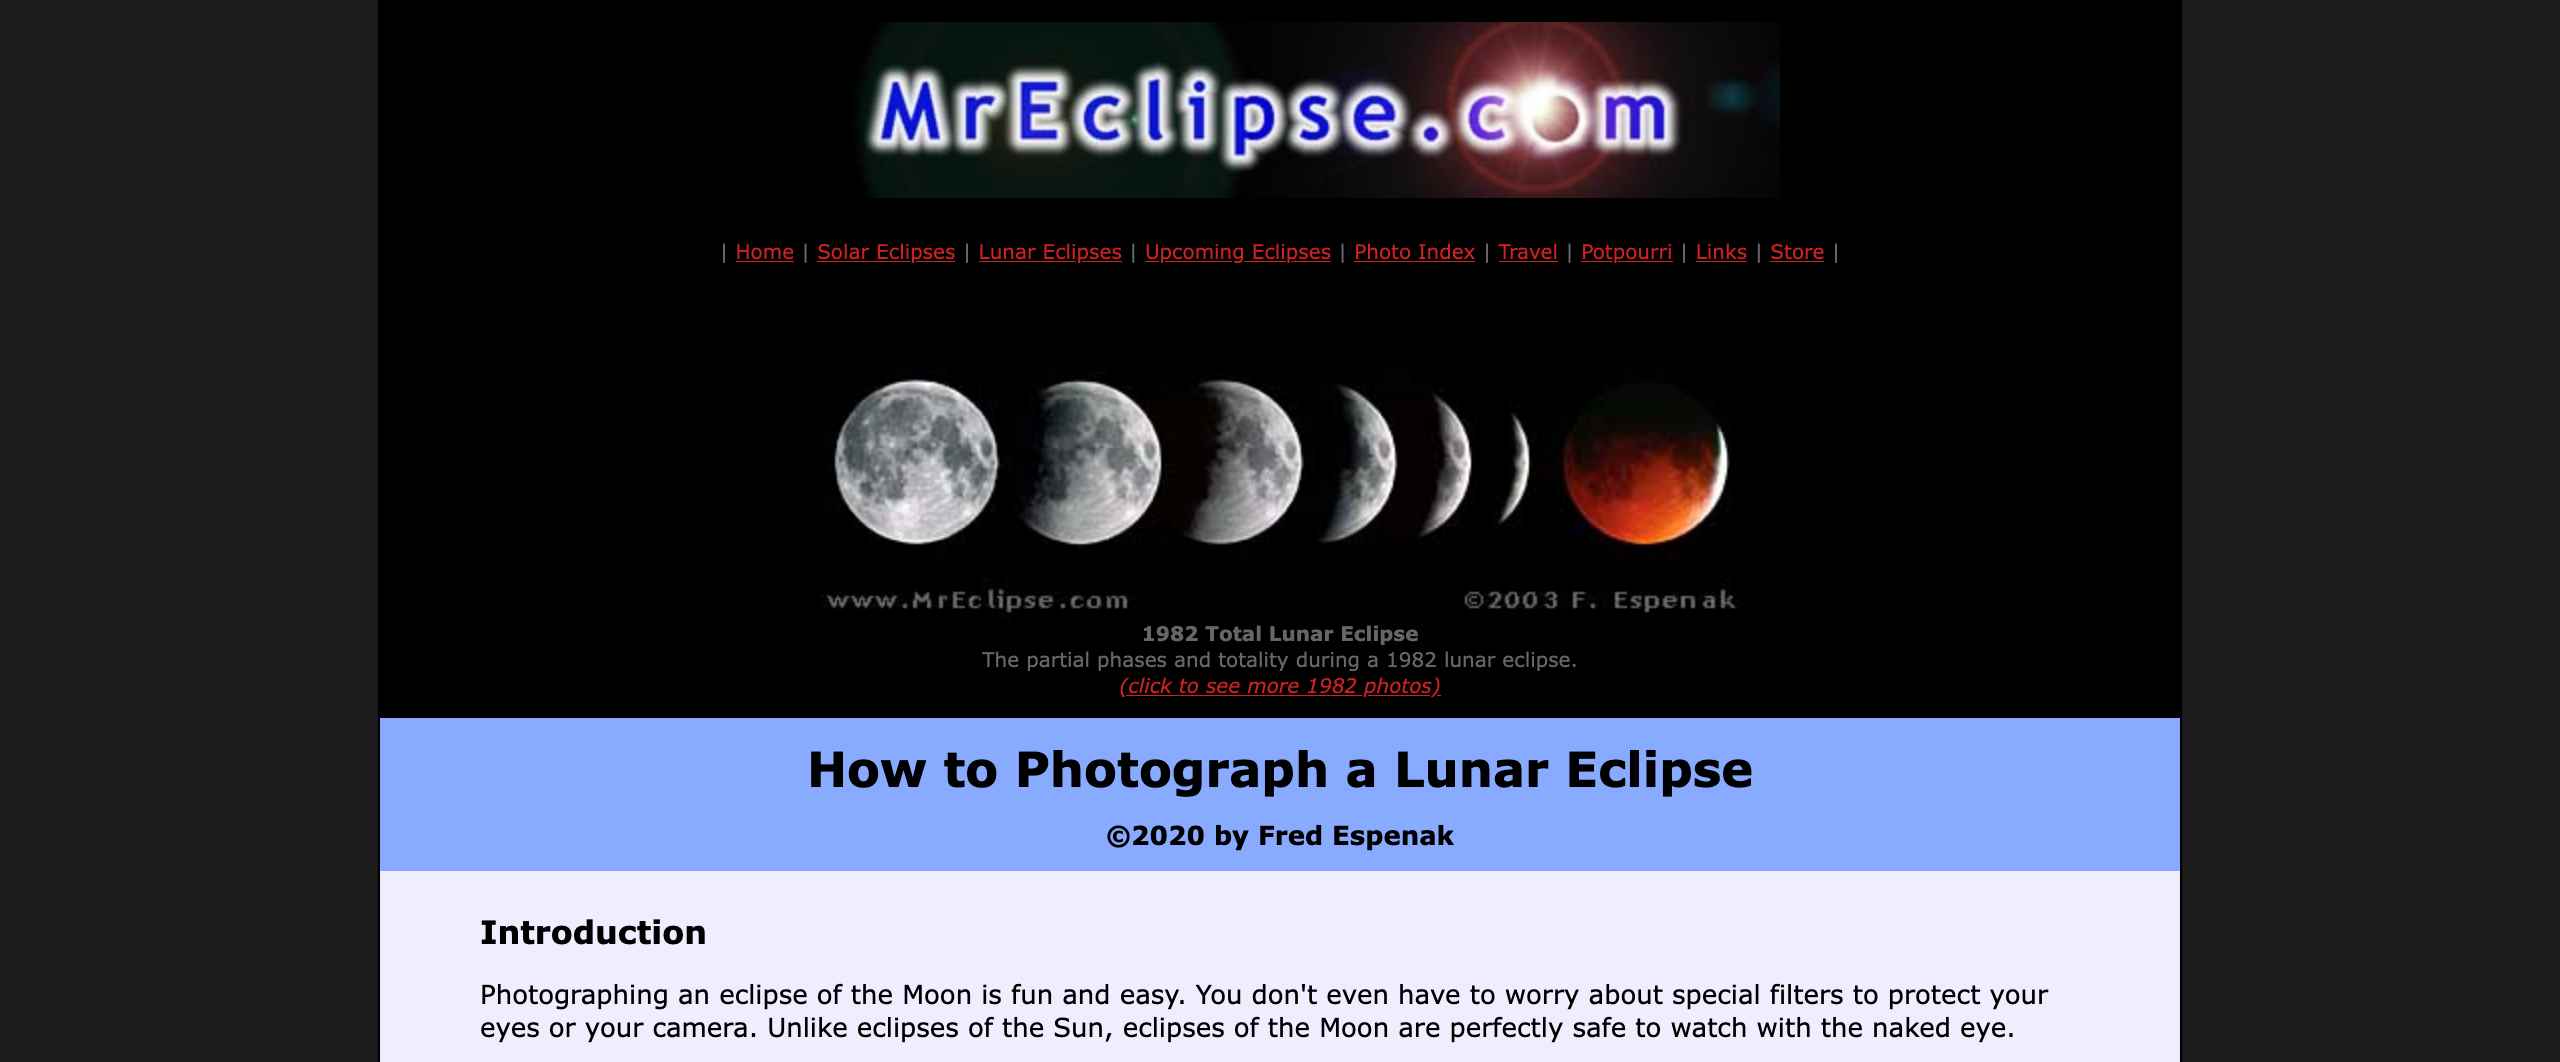 MrEclipse.com
| Home | Solar Eclipses | Lunar Eclipses | Upcoming Eclipses | Photo Index | Travel | Potpourri | Links | Store |
www.MrEclipse.com ©2003 F. Espenak
1982 Total Lunar Eclipse
The partial phases and totality during a 1982 lunar eclipse.
(click to see more 1982 photos)
How to Photograph a Lunar Eclipse
©2020 by Fred Espenak
Introduction
Photographing an eclipse of the Moon is fun and easy. You don't even have to worry about special filters to protect your
eyes or your camera. Unlike eclipses of the Sun, eclipses of the Moon are perfectly safe to watch with the naked eye.